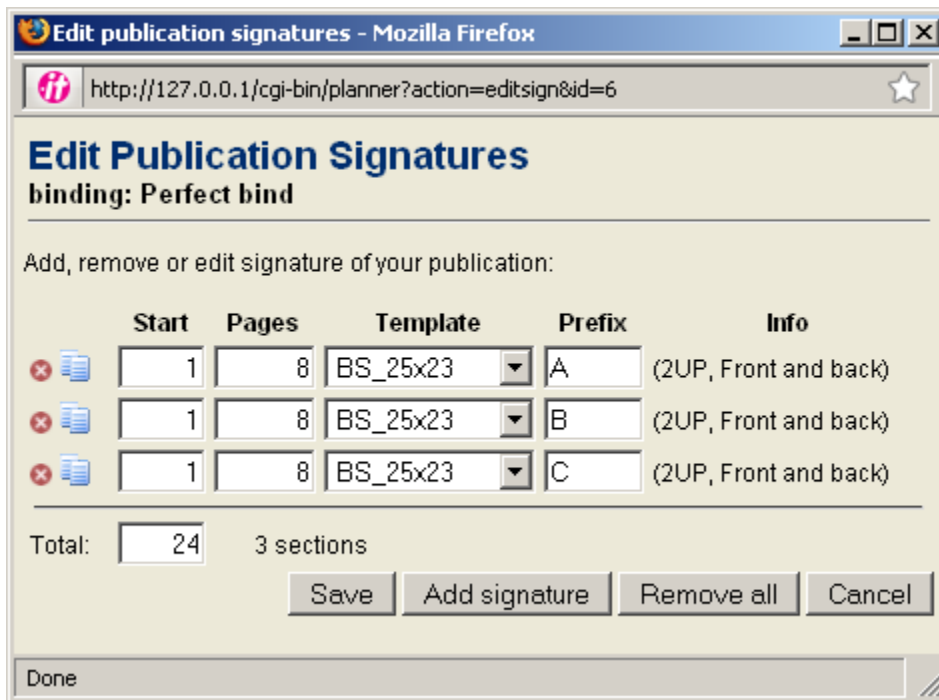 Edit publication signatures - Mozilla Firefox
http://127.0.0.1/cgi-bin/planner?action=editsign&id=6
Edit Publication Signatures
binding: Perfect bind
Add, remove or edit signature of your publication:
Start Pages Template Prefix Info
1 8 BS_25x23 A (2UP, Front and back)
1 8 BS_25x23 B (2UP, Front and back)
1 8 BS_25x23 C (2UP, Front and back)
Total: 24 3 sections
Save Add signature Remove all Cancel
Done